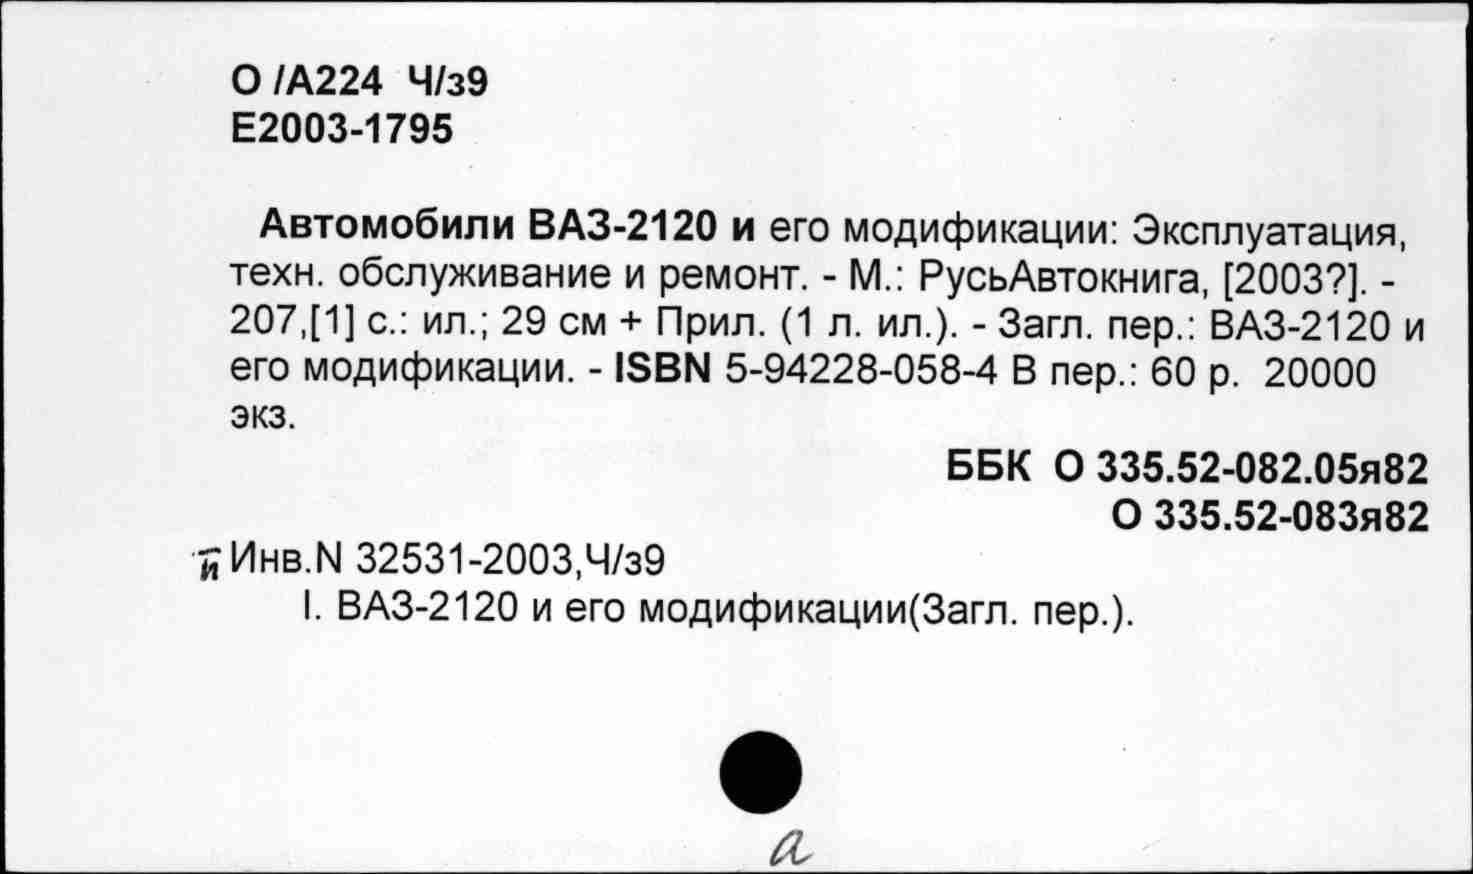 О /А224 Ч/з9
Е2003-1795
Автомобили ВАЗ-2120 и его модификации: Эксплуатация,
техн. обслуживание и ремонт. - М.: РусьАвтокнига, [2003?]. -
207,[1] с.: ил.; 29 см + Прил. (1 л. ил.). - Загл. пер.: ВАЗ-2120 и
его модификации. - ISBN 5-94228-058-4 В пер.: 60 р. 20000
экз.
ББК О 335.52-082.05я82
О 335.52-083я82
Инв.N 32531-2003,Ч/з9
I. ВАЗ-2120 и его модификации(Загл. пер.).
а